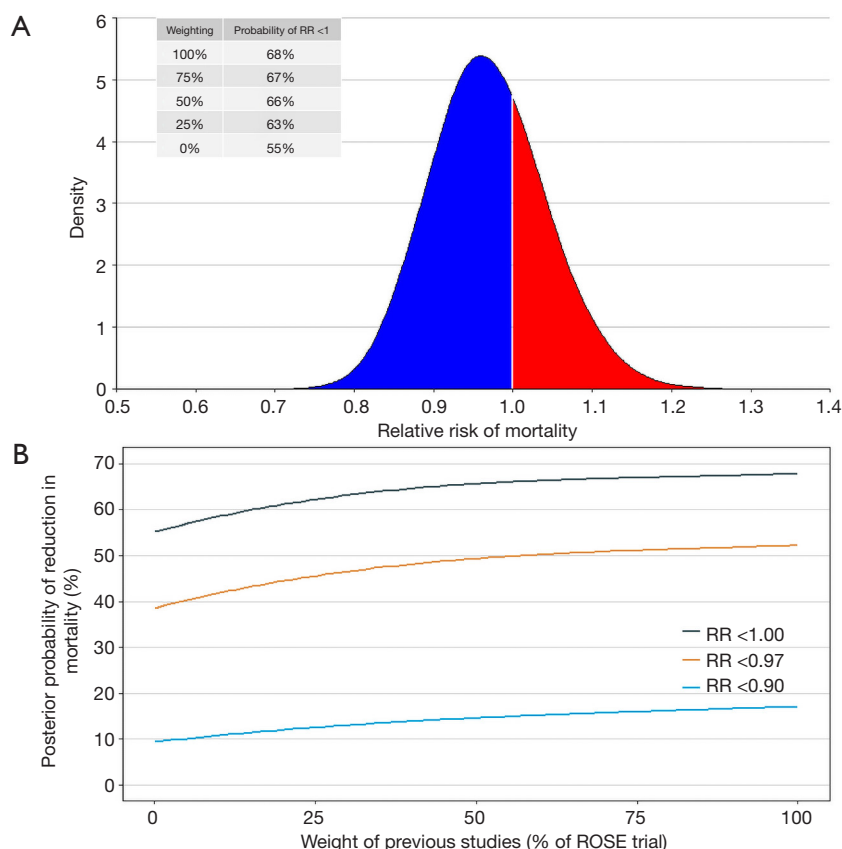 A
Weighting Probability of RR <1
100% 68%
75% 67%
50% 66%
25% 63%
0% 55%
6
5
4
3
2
1
0
Density
0.5 0.6 0.7 0.8 0.9 1.0 1.1 1.2 1.3 1.4
Relative risk of mortality
B
70
60
50
40
30
20
10
0
Posterior probability of reduction in
mortality (%)
RR <1.00
RR <0.97
RR <0.90
0 25 50 75 100
Weight of previous studies (% of ROSE trial)